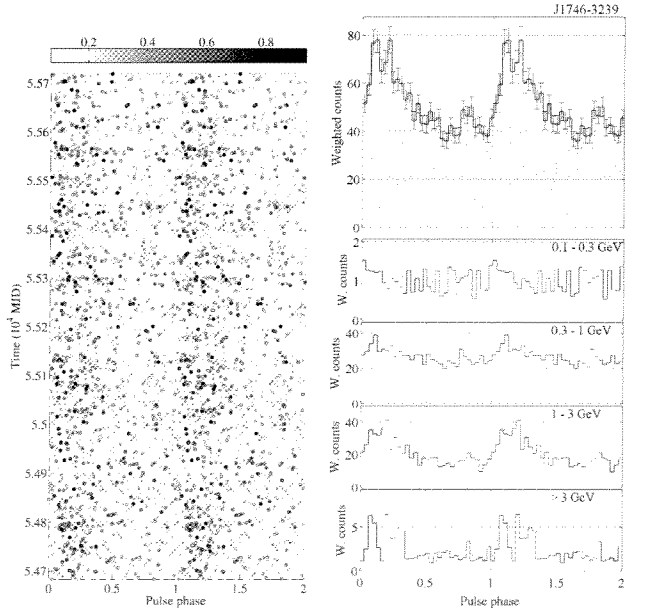 J1746-3239
0.2 0.4 0.6 0.8
80
60
40
20
0
Weighted counts
5.57
5.56
5.55
5.54
5.53
5.52
5.51
5.5
5.49
5.48
5.47
Time (10⁴ MJD)
0 0.5 1 1.5 2
Pulse phase
0.1 - 0.3 GeV
2
1
0
W. counts
0.3 - 1 GeV
40
20
0
W. counts
1 - 3 GeV
40
20
0
W. counts
> 3 GeV
5
0
W. counts
0 0.5 1 1.5 2
Pulse phase